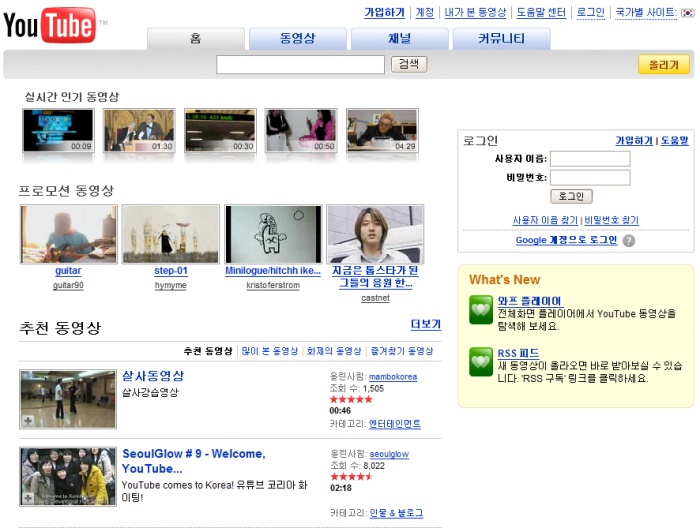 YouTube TM
가입하기 | 계정 | 내가 본 동영상 | 도움말 센터 | 로그인 | 국가별 사이트:
홈 동영상 채널 커뮤니티
검색
올리기
실시간 인기 동영상
00:09 01:30 00:30 00:50 04:29
프로모션 동영상
guitar
guitar90
step-01
hymyme
Minilogue/hitchh ike...
kristoferstrom
지금은 톱스타가 된
그들의 응원 한...
castnet
추천 동영상 더보기
추천 동영상 | 많이 본 동영상 | 화제의 동영상 | 즐겨찾기 동영상
살사동영상
살사강습영상
올린사람: mambokorea
조회 수: 1,505
00:46
카테고리: 엔터테인먼트
SeoulGlow # 9 - Welcome,
YouTube...
YouTube comes to Korea! 유튜브 코리아 화
이팅!
올린사람: seoulglow
조회 수: 8,022
02:18
카테고리: 인물 & 블로그
로그인 가입하기 | 도움말
사용자 이름:
비밀번호:
로그인
사용자 이름 찾기 | 비밀번호 찾기
Google 계정으로 로그인 ?
What's New
와프 플레이어
전체화면 플레이어에서 YouTube 동영상을
탐색해 보세요.
RSS 피드
새 동영상이 올라오면 바로 받아보실 수 있습
니다. 'RSS 구독' 링크를 클릭하세요.